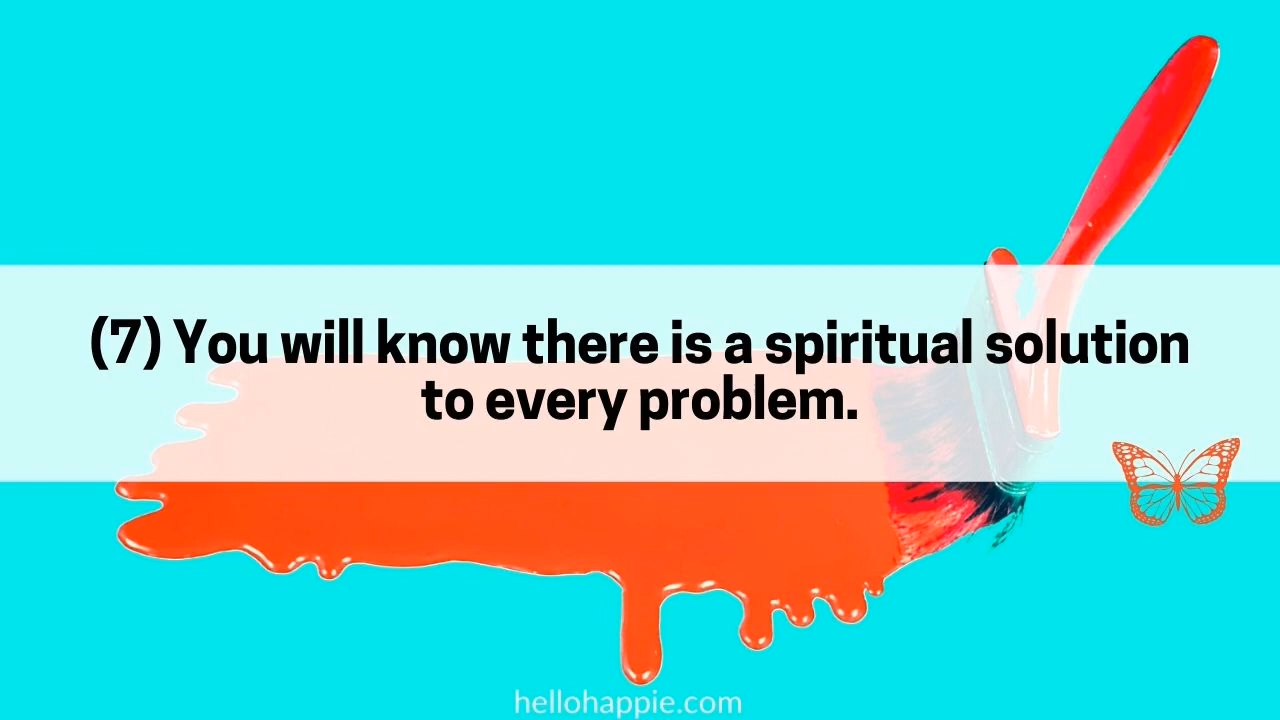 (7) You will know there is a spiritual solution
to every problem.
hellohappie.com